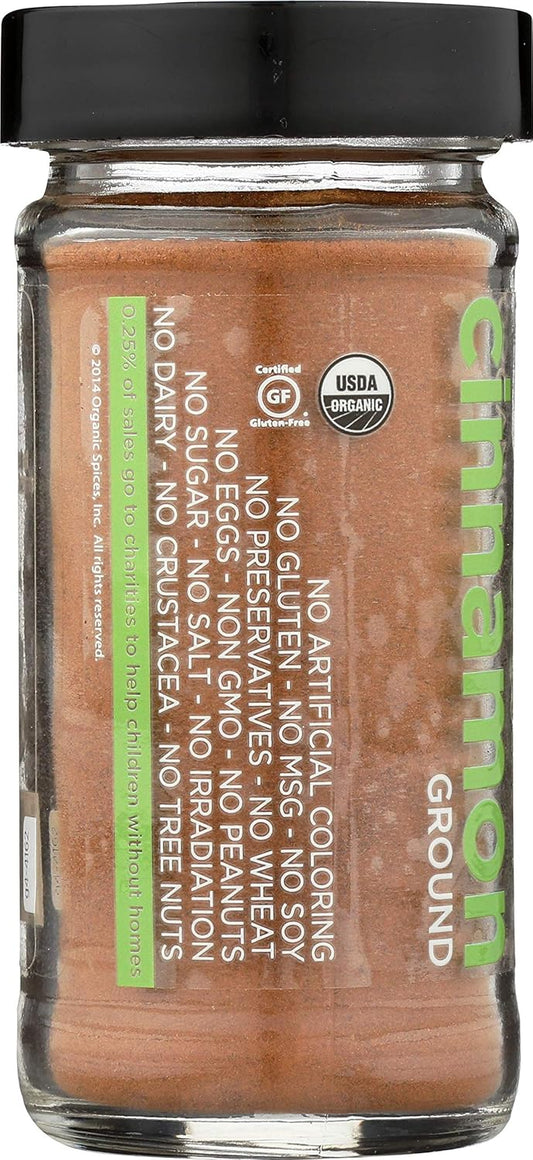 cinnamon
GROUND
USDA
ORGANIC
Certified
GF
Gluten-Free
NO ARTIFICIAL COLORING
NO GLUTEN - NO MSG - NO SOY
NO PRESERVATIVES - NO WHEAT
NO EGGS - NON GMO - NO PEANUTS
NO SUGAR - NO SALT - NO IRRADIATION
NO DAIRY - NO CRUSTACEA - NO TREE NUTS
0.25% of sales go to charities to help children without homes
© 2014 Organic Spices, Inc. All rights reserved.